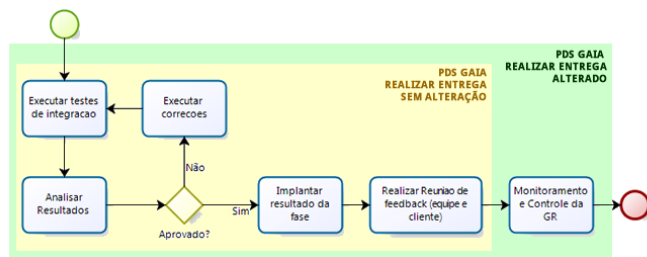 PDS GAIA
REALIZAR ENTREGA
ALTERADO
PDS GAIA
REALIZAR ENTREGA
SEM ALTERAÇÃO
Executar testes
de integracao
Executar
correcoes
Não
Analisar
Resultados
Aprovado?
Sim
Implantar
resultado da
fase
Realizar Reuniao de
feedback (equipe e
cliente)
Monitoramento
e Controle da
GR